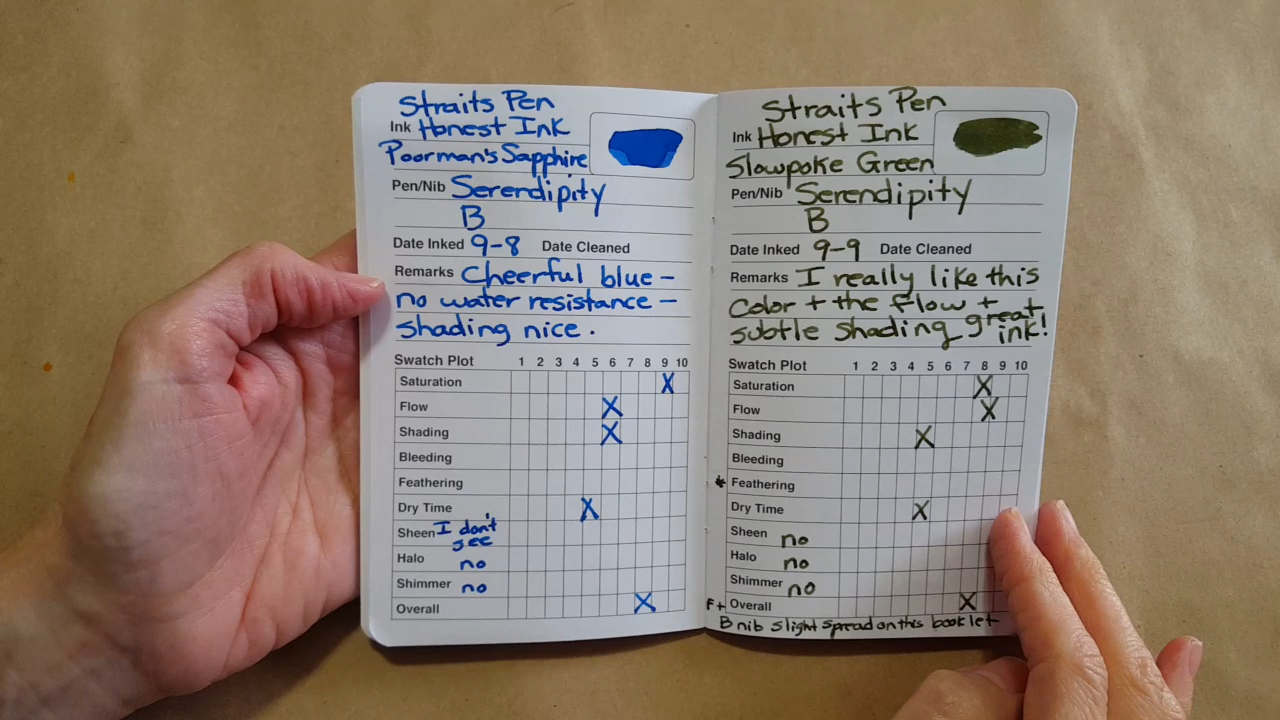 Straits Pen
Ink Honest Ink
Poorman's Sapphire
Pen/Nib Serendipity
B
Date Inked 9-8 Date Cleaned
Remarks Cheerful blue -
no water resistance -
shading nice.
Swatch Plot 1 2 3 4 5 6 7 8 9 10
Saturation X
Flow X
Shading X
Bleeding
Feathering
Dry Time X
Sheen I don't
see
Halo no
Shimmer no
Overall X
Straits Pen
Ink Honest Ink
Slowpoke Green
Pen/Nib Serendipity
B
Date Inked 9-9 Date Cleaned
Remarks I really like this
color + the flow +
subtle shading great
ink!
Swatch Plot 1 2 3 4 5 6 7 8 9 10
Saturation X
Flow X
Shading X
Bleeding
* Feathering
Dry Time X
Sheen no
Halo no
Shimmer no
F+ Overall X
B nib slight spread on this booklet